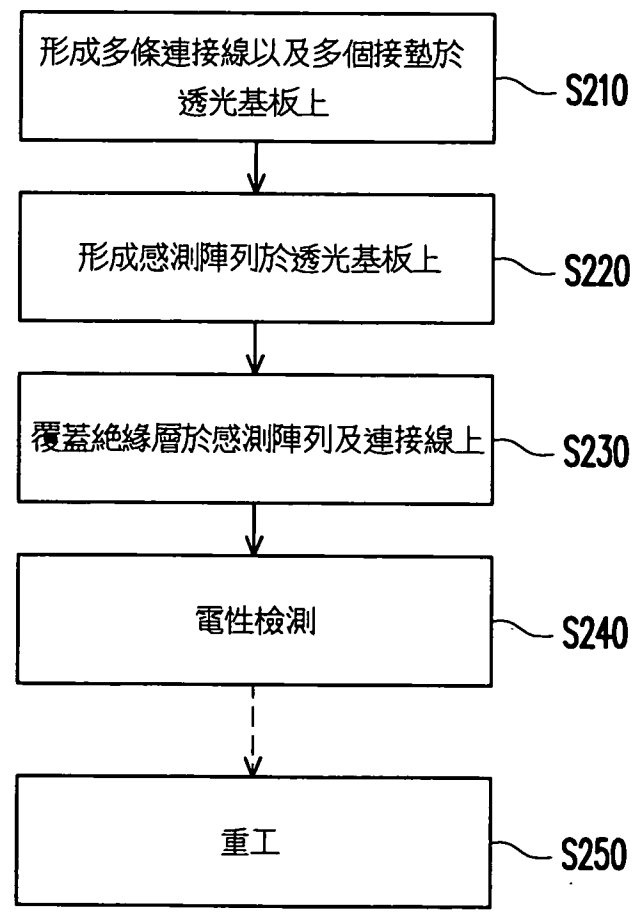 形成多條連接線以及多個接墊於
透光基板上
S210
形成感測陣列於透光基板上
S220
覆蓋絕緣層於感測陣列及連接線上
S230
電性檢測
S240
重工
S250